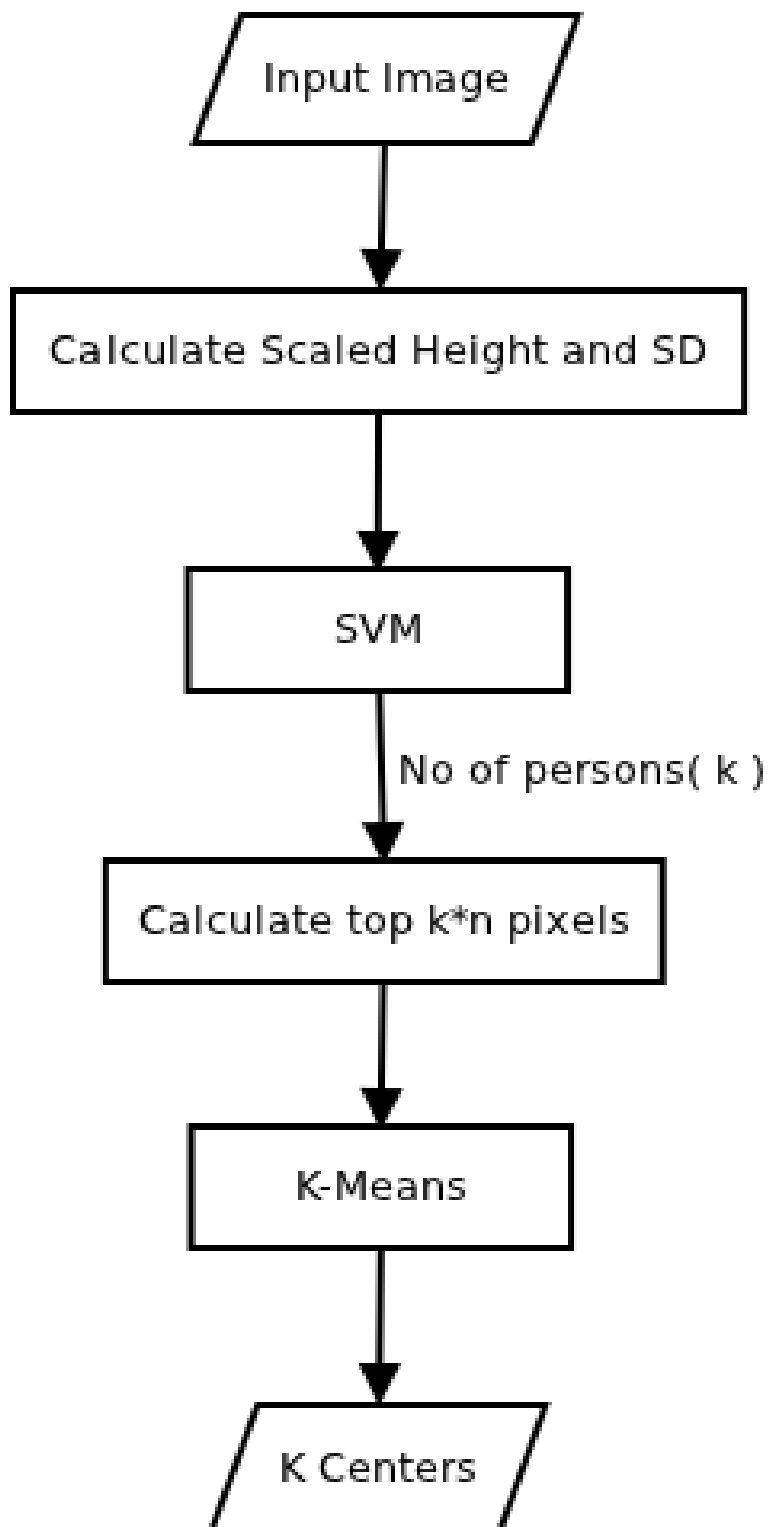 Input Image
Calculate Scaled Height and SD
SVM
No of persons( k )
Calculate top k*n pixels
K-Means
K Centers